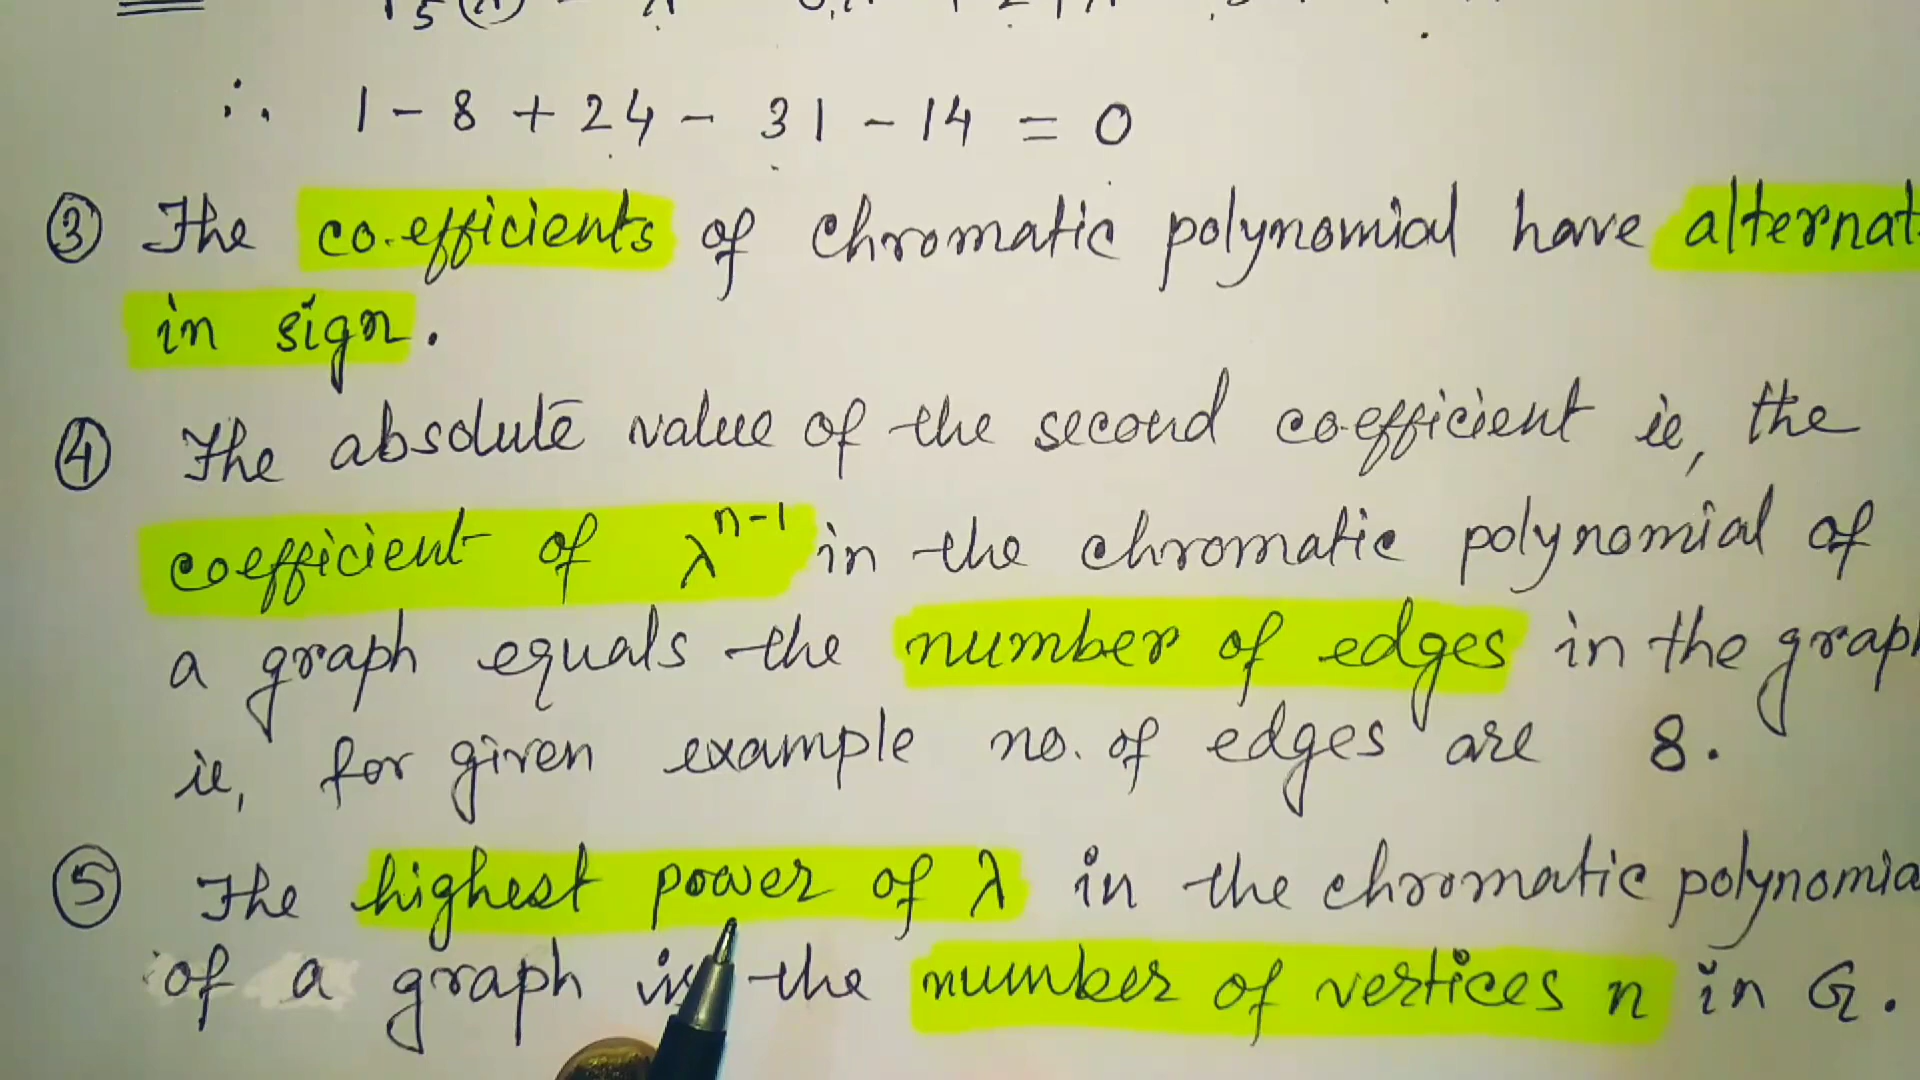 ∴ 1 - 8 + 24 - 31 - 14 = 0
③ The co-efficients of chromatic polynomial have alternat
in sign.
④ The absolute value of the second coefficient ie, the
coefficient of λⁿ⁻¹ in the chromatic polynomial of
a graph equals the number of edges in the graph
ie, for given example no. of edges are 8.
⑤ The highest power of λ in the chromatic polynomia
of a graph is the number of vertices n in G.